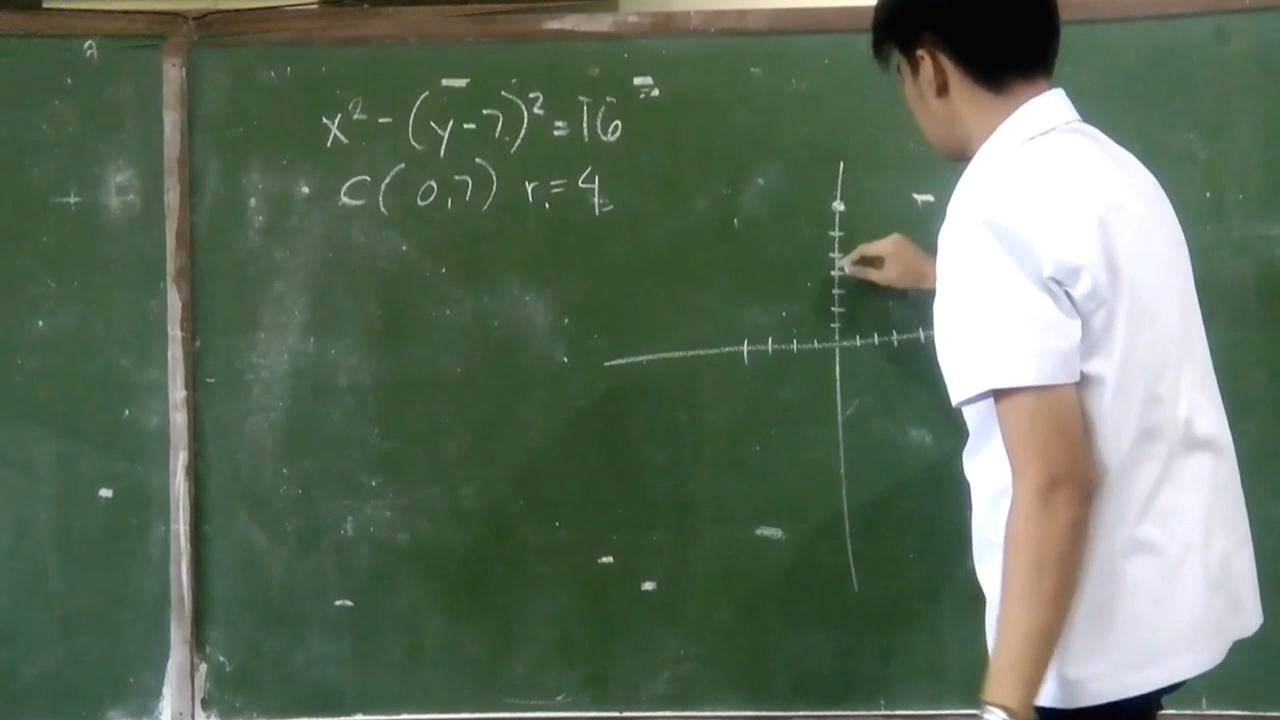 x² - (y-7)² = 16
C(0,7) r = 4